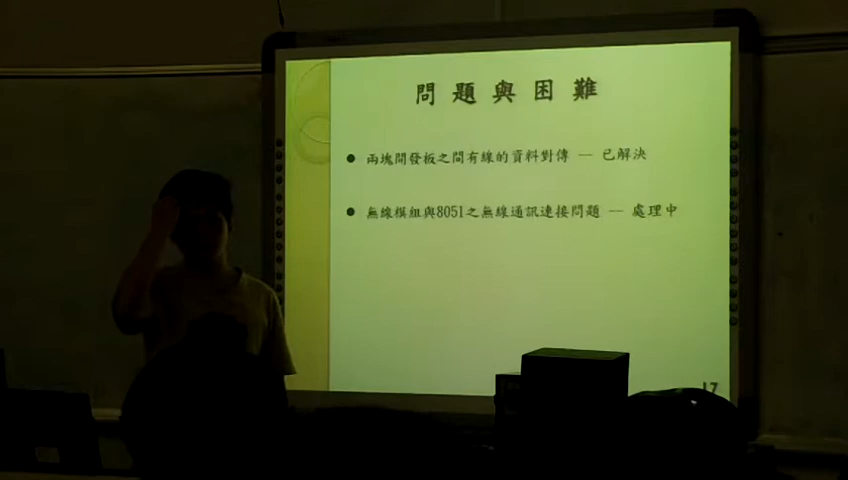 問題與困難
● 兩塊開發板之間有線的資料對傳 — 已解決
● 無線模組與8051之無線通訊連接問題 — 處理中
17